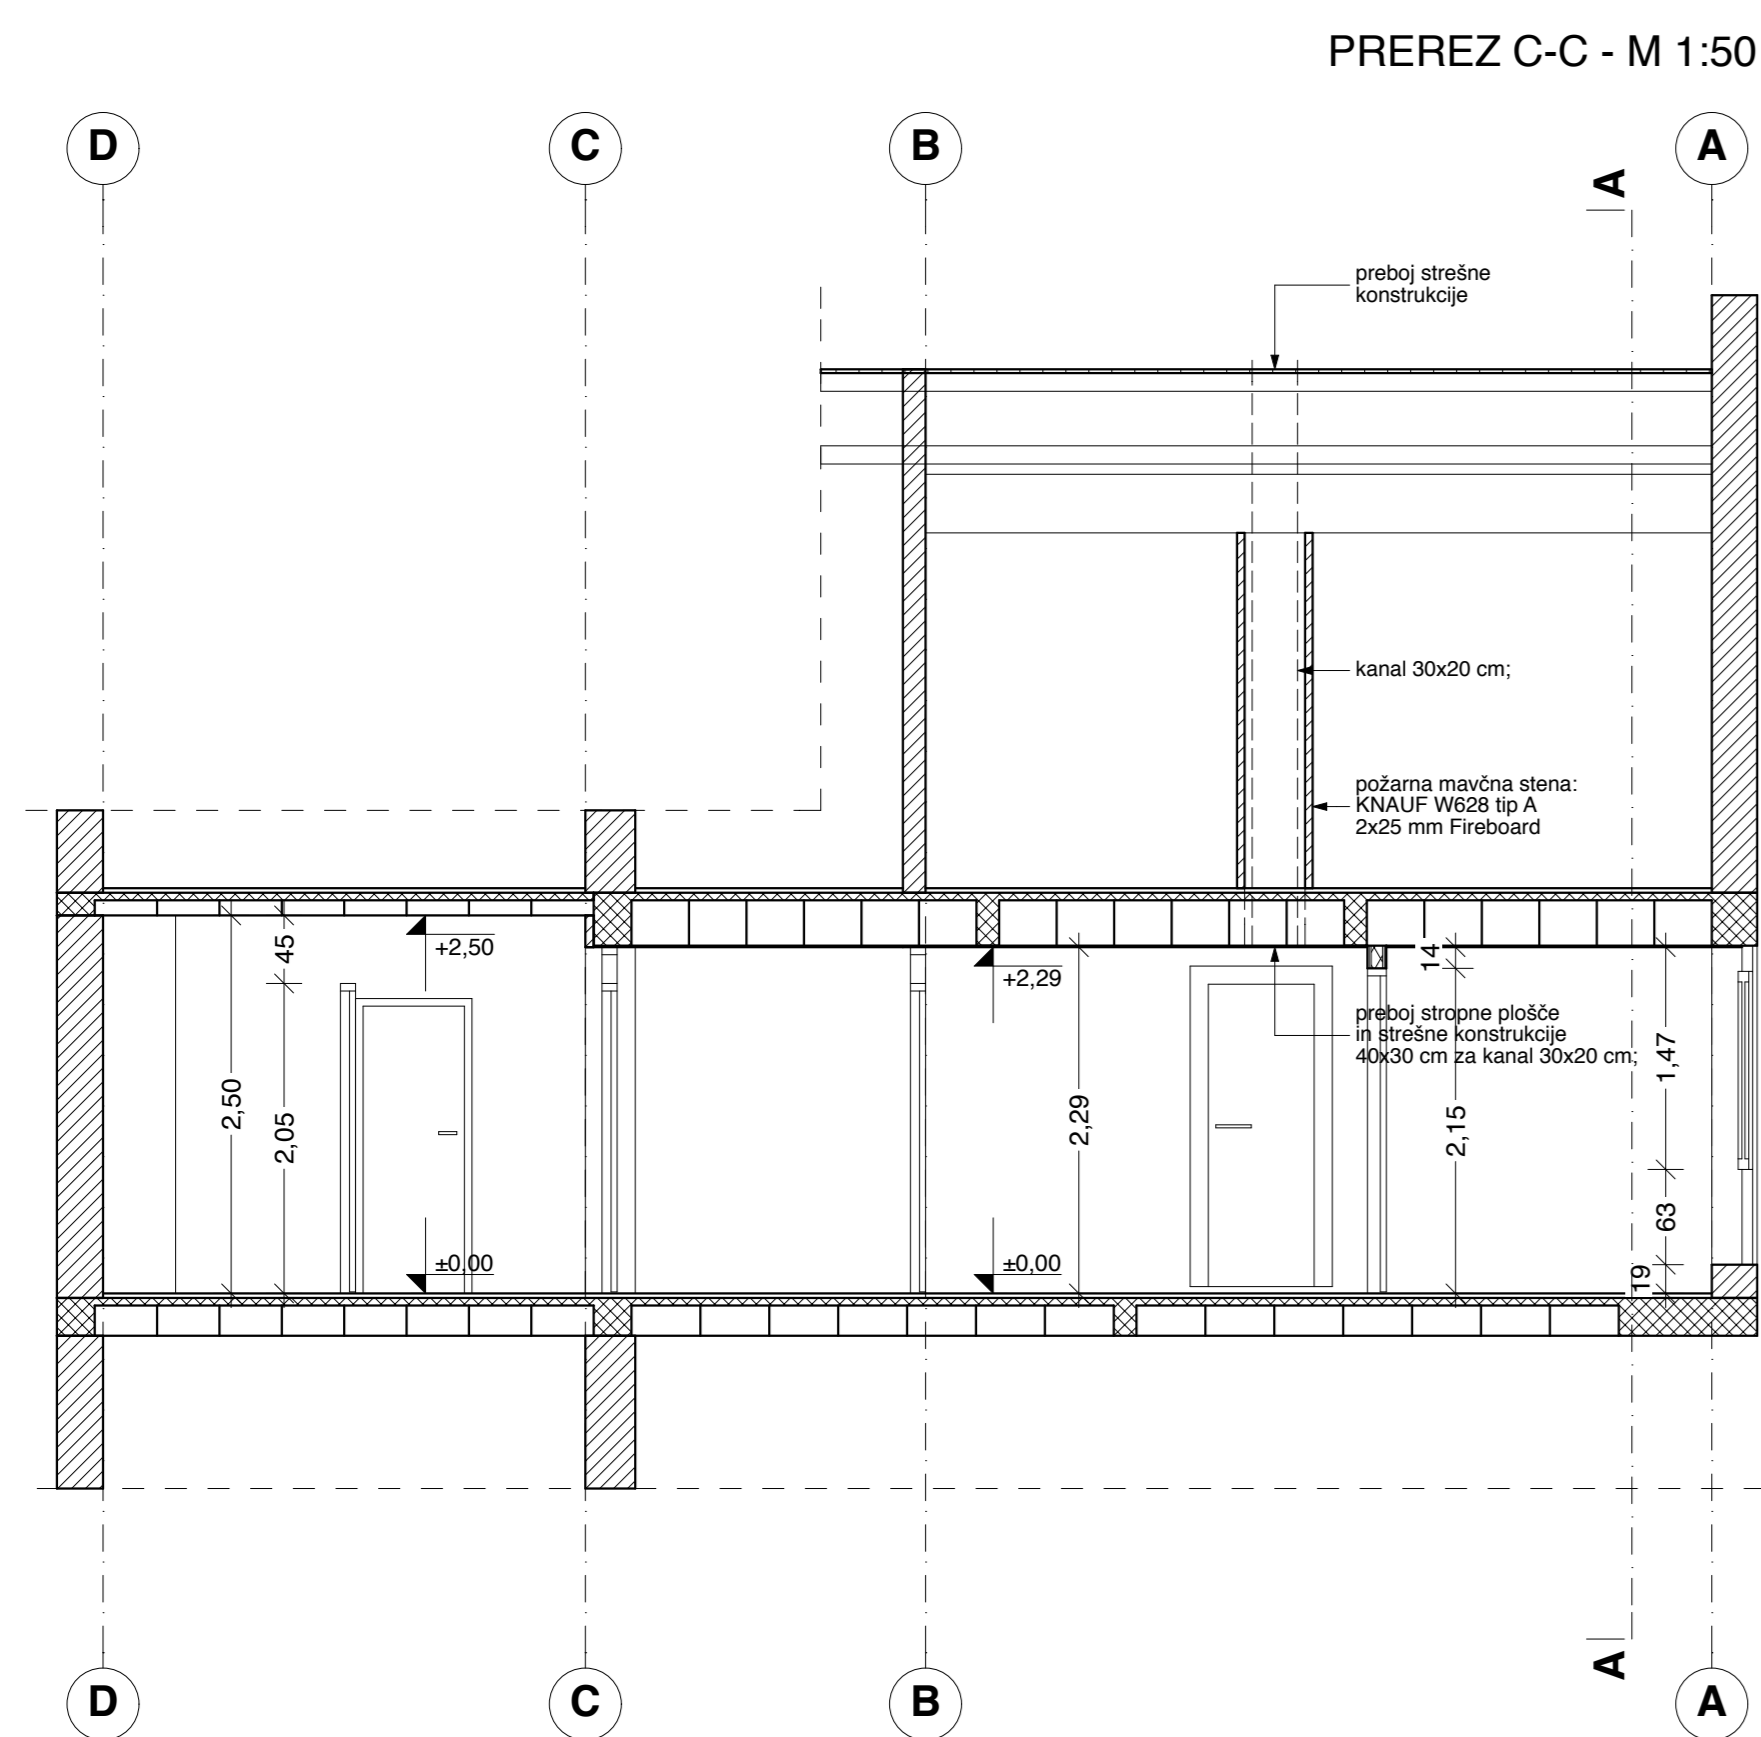 PREREZ C-C - M 1:50
D
C
B
A
A
preboj strešne
konstrukcije
kanal 30x20 cm;
požarna mavčna stena:
KNAUF W628 tip A
2x25 mm Fireboard
45
+2,50
+2,29
14
preboj stropne plošče
in strešne konstrukcije
40x30 cm za kanal 30x20 cm;
1,47
2,50
2,05
2,29
2,15
63
±0,00
±0,00
19
A
D
C
B
A